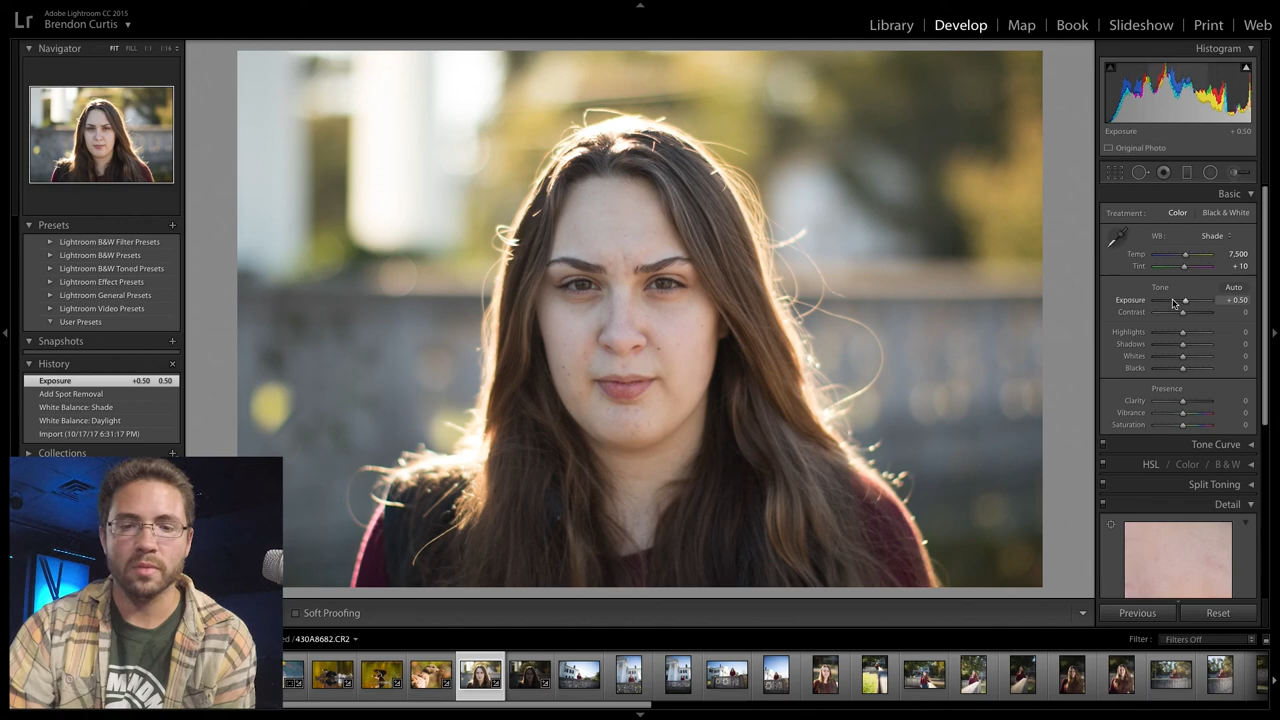 Lr
Adobe Lightroom CC 2015
Brendon Curtis
Library
Develop
Map
Book
Slideshow
Print
Web
Navigator
FIT
FILL
1:1
1:16
Presets
Lightroom B&W Filter Presets
Lightroom B&W Presets
Lightroom B&W Toned Presets
Lightroom Effect Presets
Lightroom General Presets
Lightroom Video Presets
User Presets
Snapshots
History
Exposure +0.50 0.50
Add Spot Removal
White Balance: Shade
White Balance: Daylight
Import (10/17/17 6:31:17 PM)
Collections
Histogram
Exposure + 0.50
Original Photo
Basic
Treatment : Color Black & White
WB : Shade
Temp 7,500
Tint + 10
Tone Auto
Exposure + 0.50
Contrast 0
Highlights 0
Shadows 0
Whites 0
Blacks 0
Presence
Clarity 0
Vibrance 0
Saturation 0
Tone Curve
HSL / Color / B & W
Split Toning
Detail
Previous
Reset
Soft Proofing
/430A8682.CR2
Filter : Filters Off